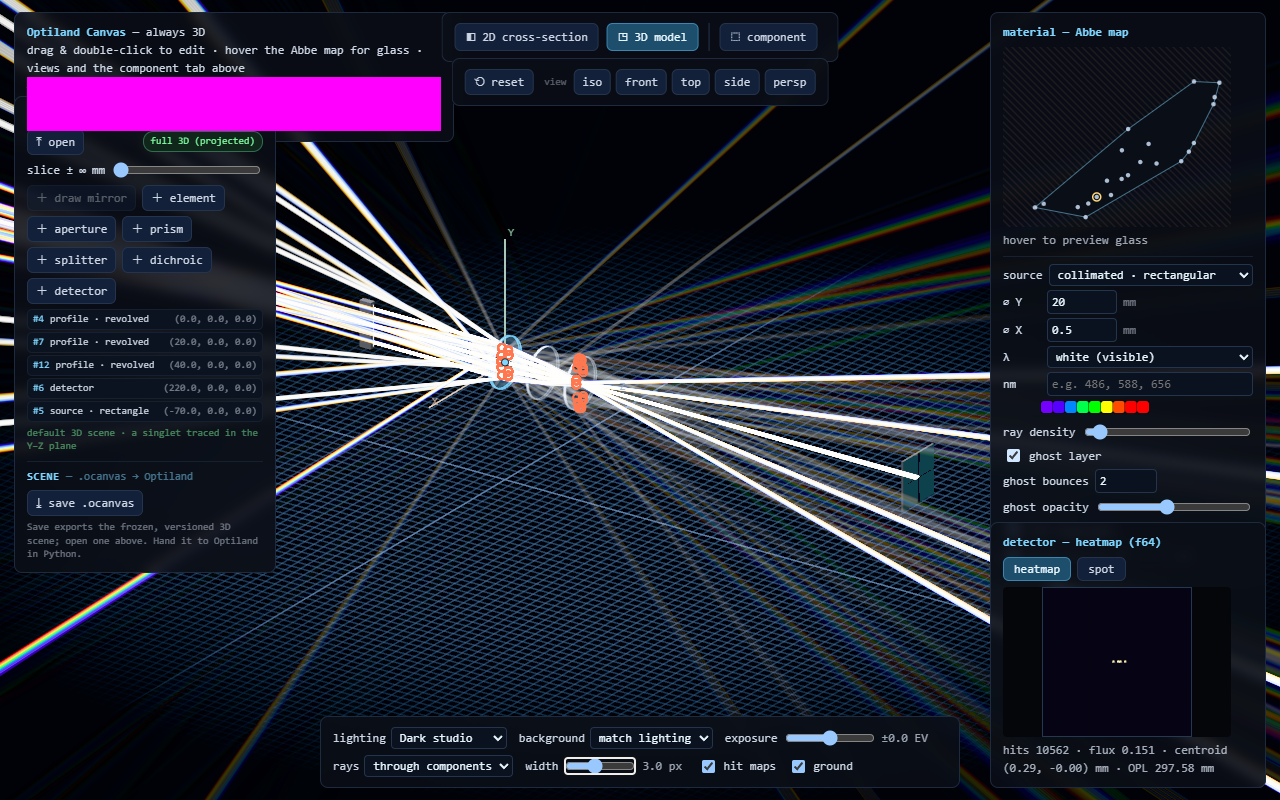 Optiland Canvas — always 3D
drag & double-click to edit · hover the Abbe map for glass ·
views and the component tab above
open
full 3D (projected)
slice ± ∞ mm
+ draw mirror
+ element
+ aperture
+ prism
+ splitter
+ dichroic
+ detector
#4 profile · revolved (0.0, 0.0, 0.0)
#7 profile · revolved (20.0, 0.0, 0.0)
#12 profile · revolved (40.0, 0.0, 0.0)
#6 detector (220.0, 0.0, 0.0)
#5 source · rectangle (-70.0, 0.0, 0.0)
default 3D scene · a singlet traced in the
Y–Z plane
SCENE — .ocanvas → Optiland
save .ocanvas
Save exports the frozen, versioned 3D
scene; open one above. Hand it to Optiland
in Python.
2D cross-section
3D model
component
reset
view
iso
front
top
side
persp
Y
X
lighting Dark studio
background match lighting
exposure ±0.0 EV
rays through components
width 3.0 px
hit maps
ground
material — Abbe map
hover to preview glass
source collimated · rectangular
⌀ Y 20 mm
⌀ X 0.5 mm
λ white (visible)
nm e.g. 486, 588, 656
ray density
ghost layer
ghost bounces 2
ghost opacity
detector — heatmap (f64)
heatmap
spot
hits 10562 · flux 0.151 · centroid
(0.29, -0.00) mm · OPL 297.58 mm